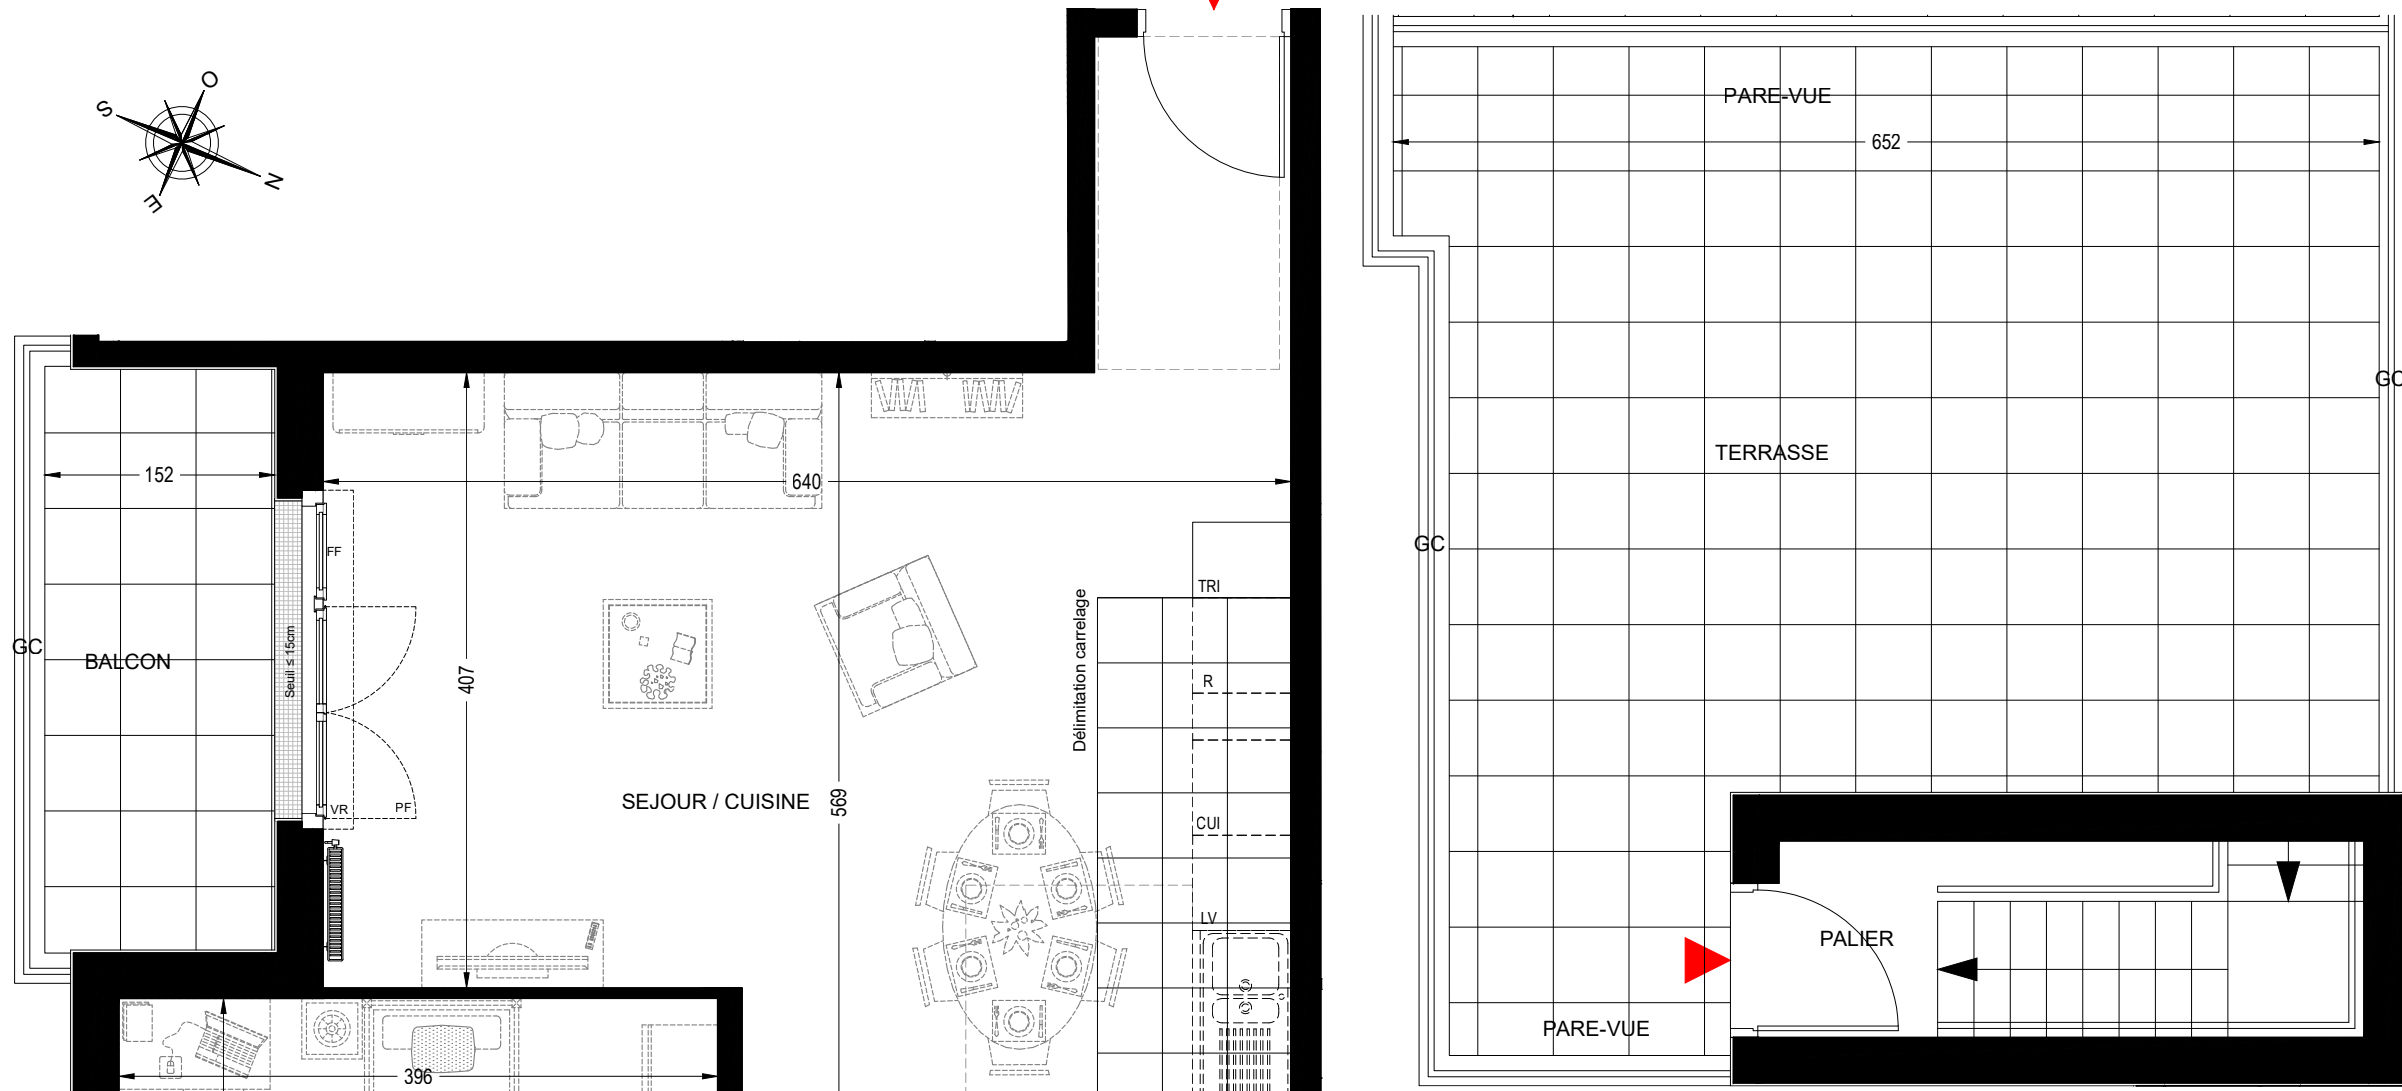 O
S
N
E
PARE-VUE
652
GC
TERRASSE
152
640
GC
FF
TRI
Délimitation carrelage
Seuil ≤ 15cm
GC
BALCON
407
R
SEJOUR / CUISINE
569
VR
PF
CUI
LV
PALIER
PARE-VUE
396